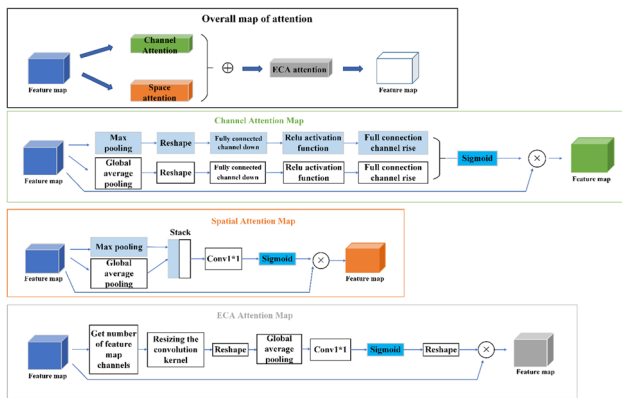 Overall map of attention
Channel
Attention
Space
attention
ECA attention
Feature map
Feature map
Channel Attention Map
Max
pooling
Reshape
Fully connected
channel down
Relu activation
function
Full connection
channel rise
Global
average
pooling
Reshape
Fully connected
channel down
Relu activation
function
Full connection
channel rise
Sigmoid
Feature map
Feature map
Spatial Attention Map
Stack
Max pooling
Global
average
pooling
Conv1*1
Sigmoid
Feature map
Feature map
ECA Attention Map
Get number
of feature
map
channels
Resizing the
convolution
kernel
Reshape
Global
average
pooling
Conv1*1
Sigmoid
Reshape
Feature map
Feature map